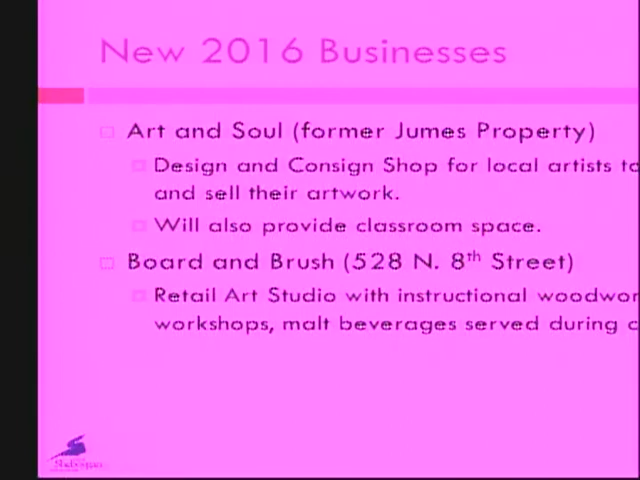 New 2016 Businesses
Art and Soul (former Jumes Property)
Design and Consign Shop for local artists to
and sell their artwork.
Will also provide classroom space.
Board and Brush (528 N. 8th Street)
Retail Art Studio with instructional
workshops, malt beverages served during